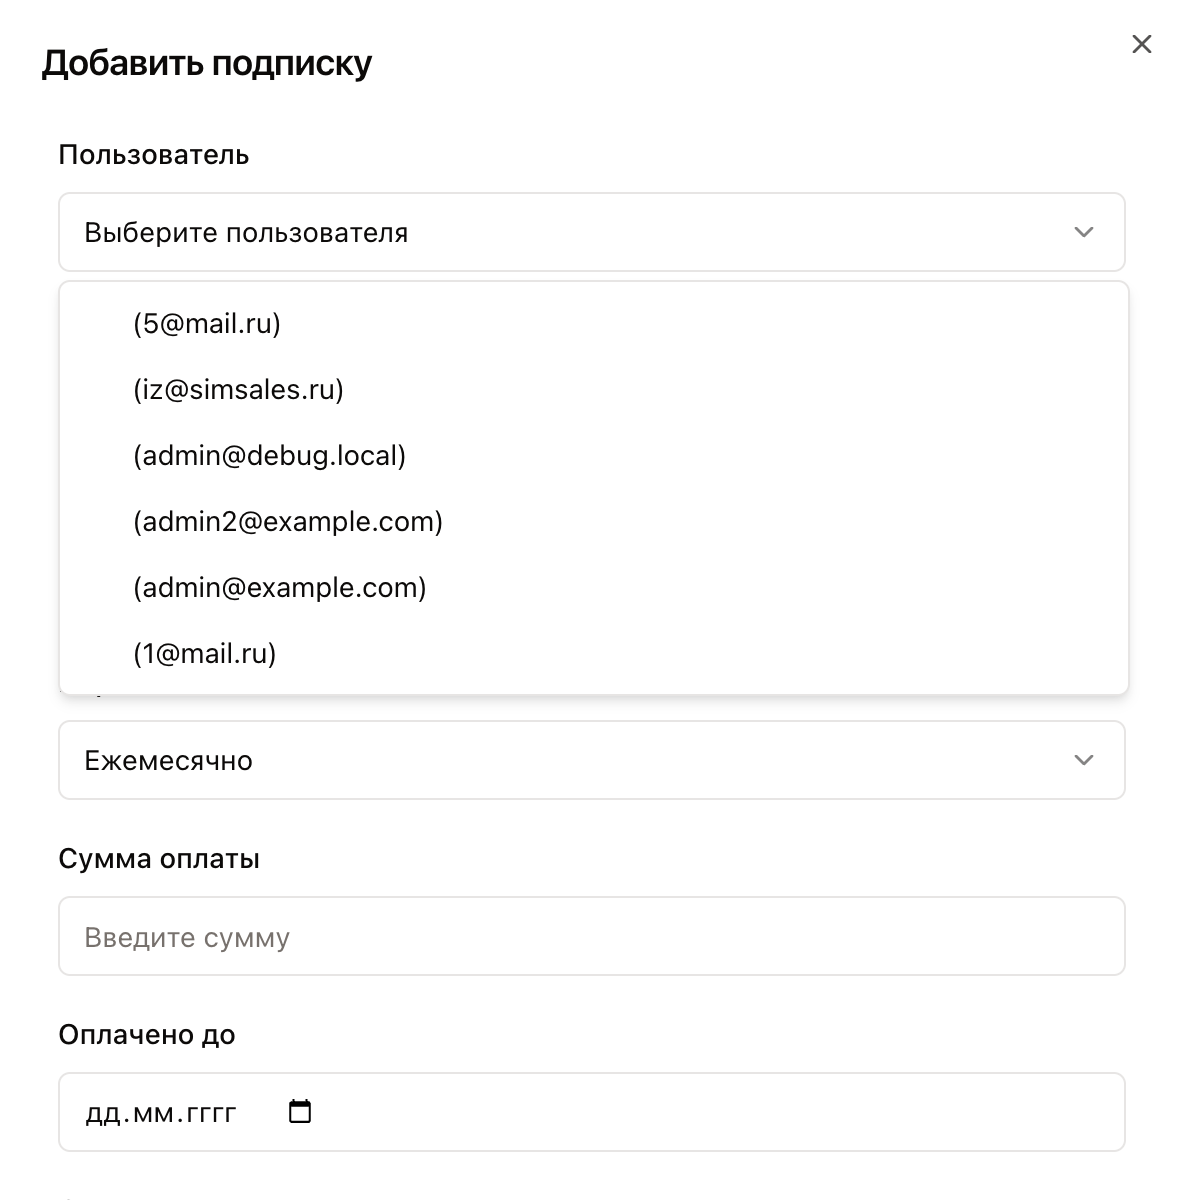 Добавить подписку
Пользователь
Выберите пользователя
(5@mail.ru)
(iz@simsales.ru)
(admin@debug.local)
(admin2@example.com)
(admin@example.com)
(1@mail.ru)
Ежемесячно
Сумма оплаты
Введите сумму
Оплачено до
дд.мм.гггг